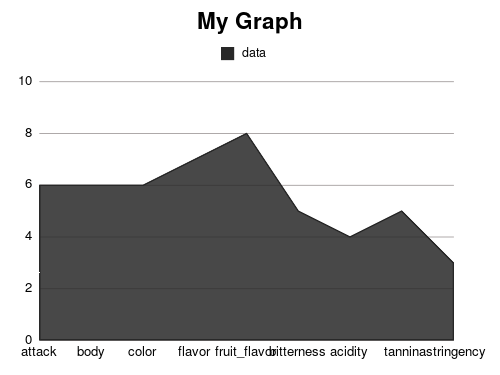 My Graph
data
10
8
6
4
2
0
attack body color flavor fruit_flavor bitterness acidity tannin astringency